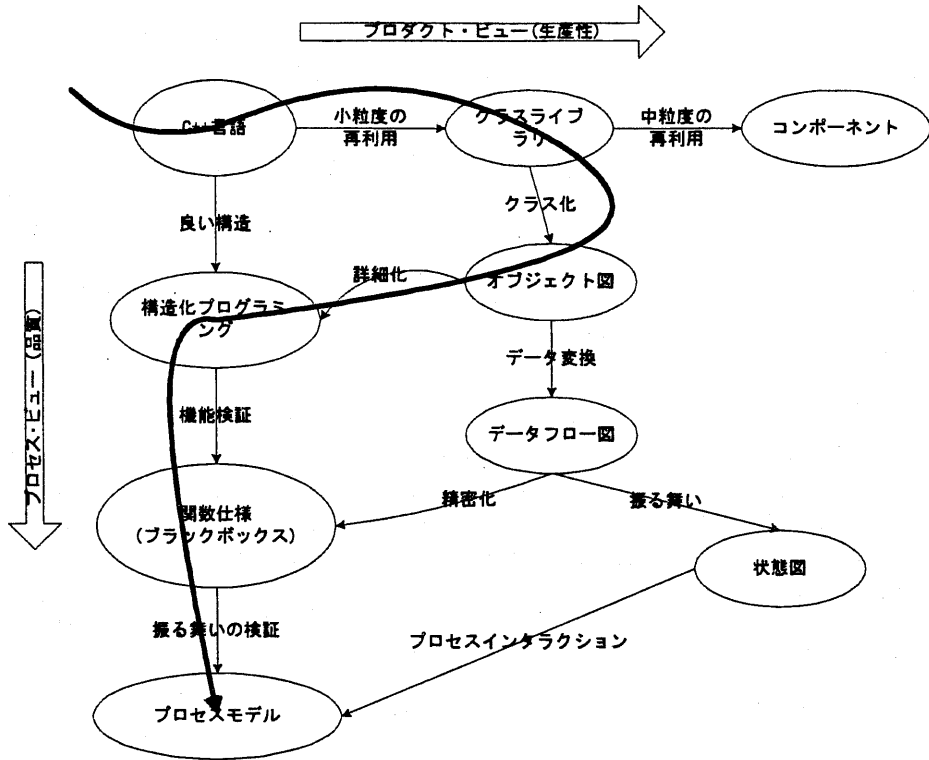 プロダクト・ビュー(生産性)
C++言語
小粒度の
再利用
クラスライブ
ラリ
中粒度の
再利用
コンポーネント
良い構造
クラス化
プロセス・ビュー(品質)
詳細化
オブジェクト図
構造化プログラミ
ング
データ変換
機能検証
データフロー図
精密化
振る舞い
関数仕様
(ブラックボックス)
状態図
振る舞いの検証
プロセスインタラクション
プロセスモデル